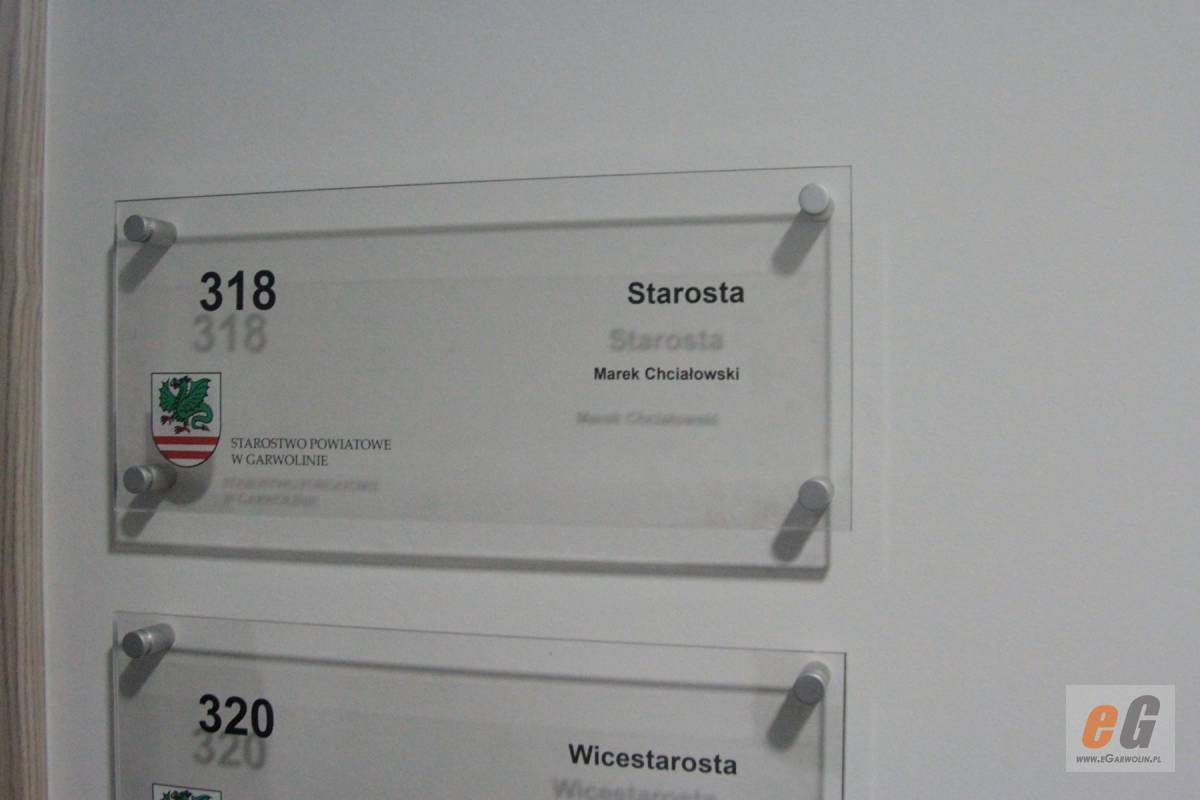 318
Starosta
Marek Chciałowski
STAROSTWO POWIATOWE
W GARWOLINIE
320
Wicestarosta
eG
www.eGarwolin.pl